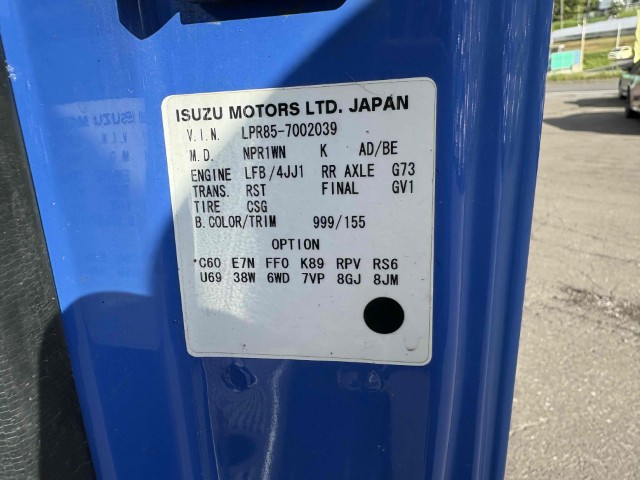 ISUZU MOTORS LTD. JAPAN
V.I.N. LPR85-7002039
M.D. NPR1WN K AD/BE
ENGINE LFB/4JJ1 RR AXLE G73
TRANS. RST FINAL GV1
TIRE CSG
B.COLOR/TRIM 999/155
OPTION
*C60 E7N FF0 K89 RPV RS6
U69 38W 6WD 7VP 8GJ 8JM